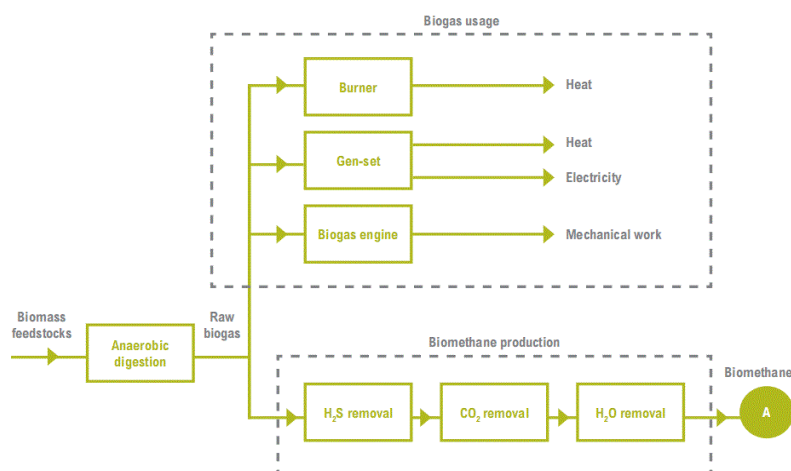 Biogas usage
Burner
Heat
Gen-set
Heat
Electricity
Biogas engine
Mechanical work
Biomass
feedstocks
Anaerobic
digestion
Raw
biogas
Biomethane production
H₂S removal
CO₂ removal
H₂O removal
Biomethane
A